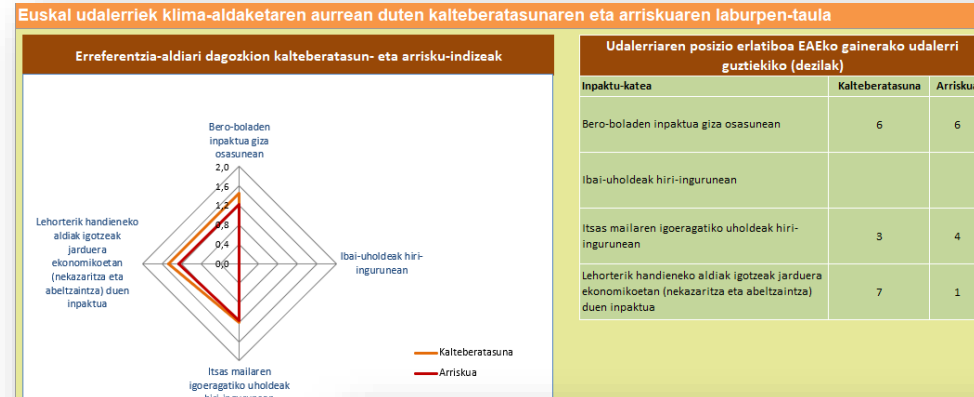 Euskal udalerriek klima-aldaketaren aurrean duten kalteberatasunaren eta arriskuaren laburpen-taula
Erreferentzia-aldiari dagozkion kalteberatasun- eta arrisku-indizeak
Bero-boladen
inpaktua giza
osasunean
2,0
1,6
1,2
0,8
0,4
0,0
Lehorterik handieneko
aldiak igotzeak
jarduera
ekonomikoetan
(nekazaritza eta
abeltzaintza) duen
inpaktua
Ibai-uholdeak hiri-
ingurunean
Itsas mailaren
igoeragatiko uholdeak
Kalteberatasuna
Arriskua
Udalerriaren posizio erlatiboa EAEko gainerako udalerri
guztiekiko (dezilak)
Inpaktu-katea Kalteberatasuna Arriskua
Bero-boladen inpaktua giza osasunean 6 6
Ibai-uholdeak hiri-ingurunean
Itsas mailaren igoeragatiko uholdeak hiri-
ingurunean 3 4
Lehorterik handieneko aldiak igotzeak jarduera
ekonomikoetan (nekazaritza eta abeltzaintza) 7 1
duen inpaktua